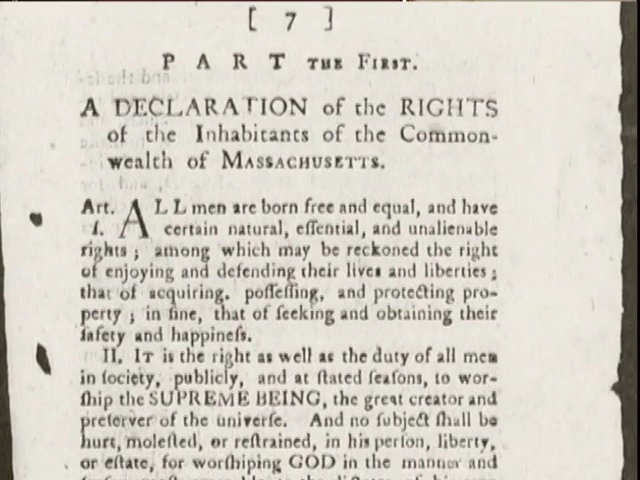 [ 7 ]
PART THE FIRST.
A DECLARATION of the RIGHTS
of the Inhabitants of the Common-
wealth of MASSACHUSETTS.
Art. ALL men are born free and equal, and have
I. certain natural, eſſential, and unalienable
rights ; among which may be reckoned the right
of enjoying and defending their lives and liberties ;
that of acquiring, poſſeſſing, and protecting pro-
perty ; in fine, that of ſeeking and obtaining their
ſafety and happineſs.
II. IT is the right as well as the duty of all men
in ſociety, publicly, and at ſtated ſeaſons, to wor-
ſhip the SUPREME BEING, the great creator and
preſerver of the univerſe. And no ſubject ſhall be
hurt, moleſted, or reſtrained, in his perſon, liberty,
or eſtate, for worſhiping GOD in the manner and